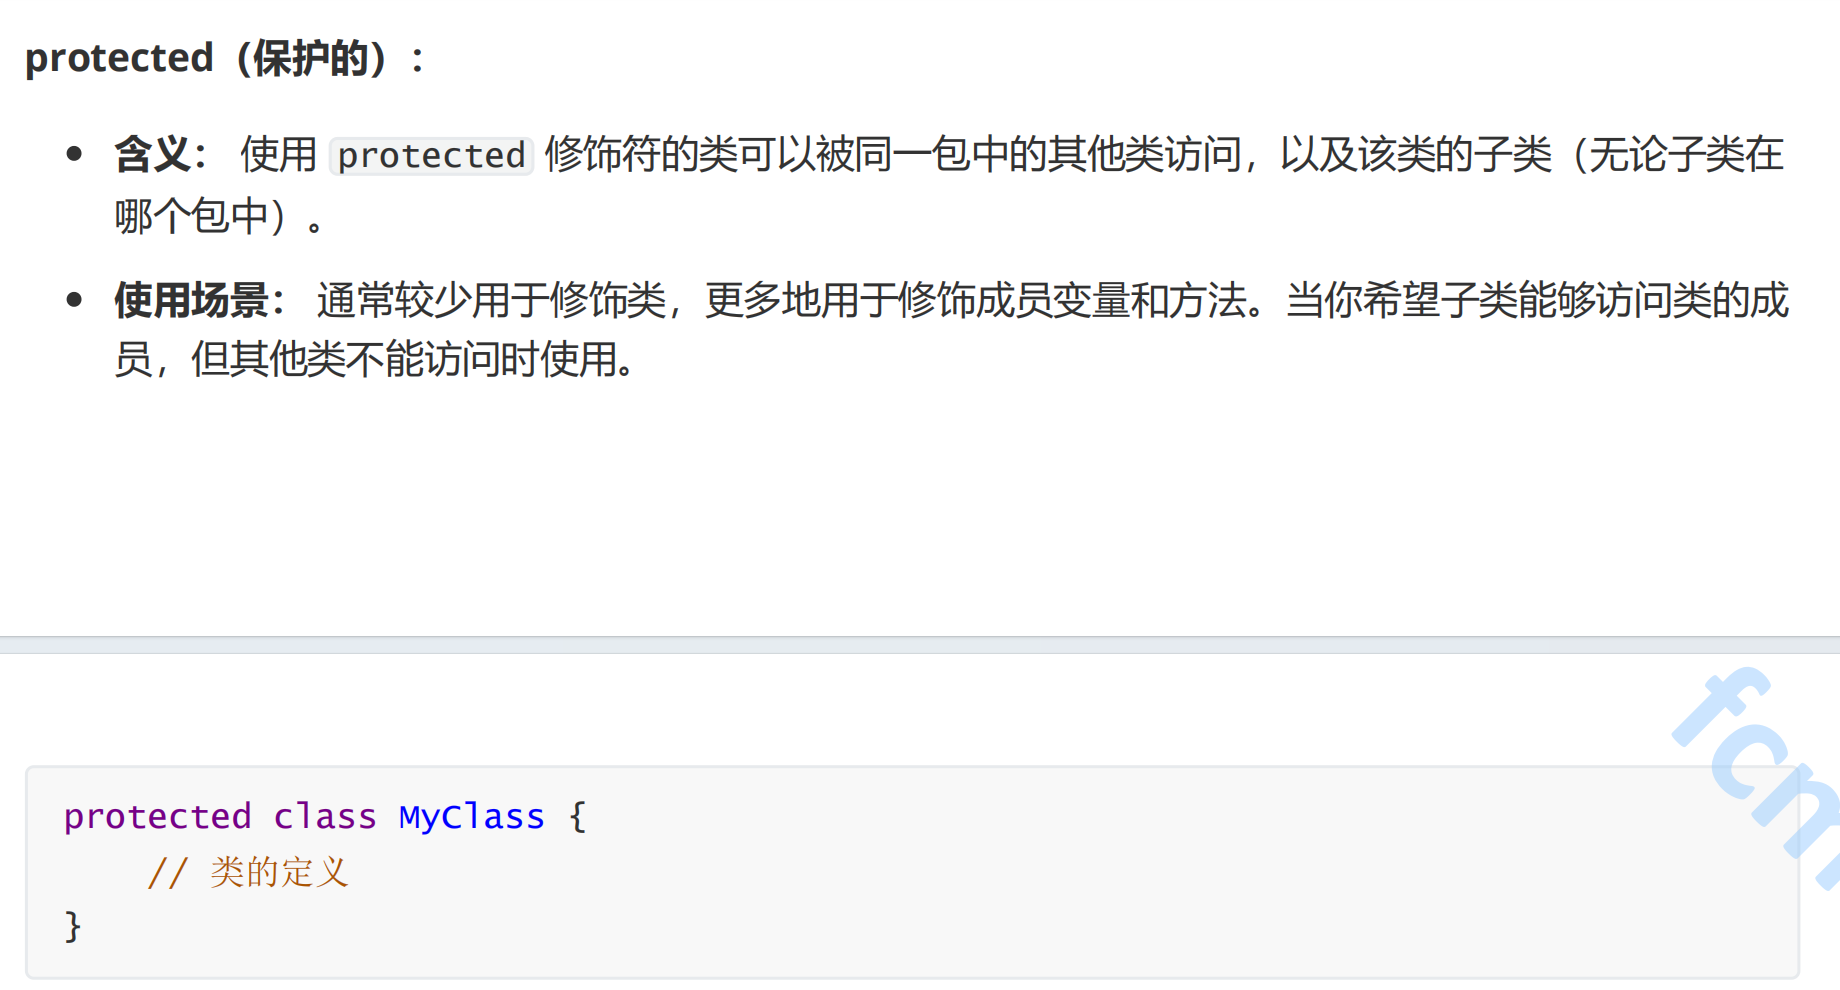 protected（保护的）：
含义： 使用 protected 修饰符的类可以被同一包中的其他类访问，以及该类的子类（无论子类在
哪个包中）。
使用场景： 通常较少用于修饰类，更多地用于修饰成员变量和方法。当你希望子类能够访问类的成
员，但其他类不能访问时使用。
fcm
protected class MyClass {
    // 类的定义
}